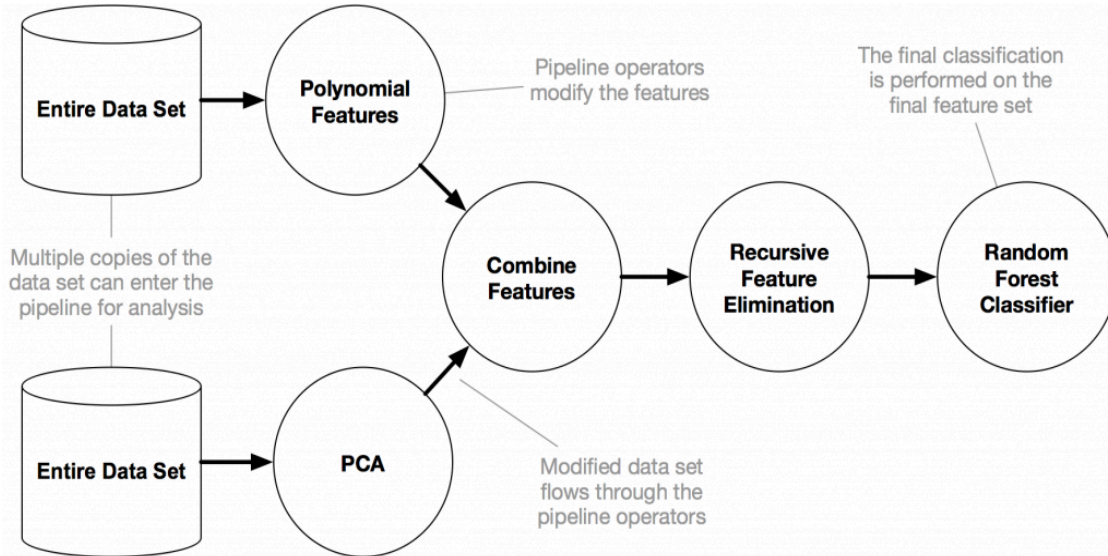 Entire Data Set
Polynomial
Features
Pipeline operators
modify the features
The final classification
is performed on the
final feature set
Multiple copies of the
data set can enter the
pipeline for analysis
Combine
Features
Recursive
Feature
Elimination
Random
Forest
Classifier
Entire Data Set
PCA
Modified data set
flows through the
pipeline operators